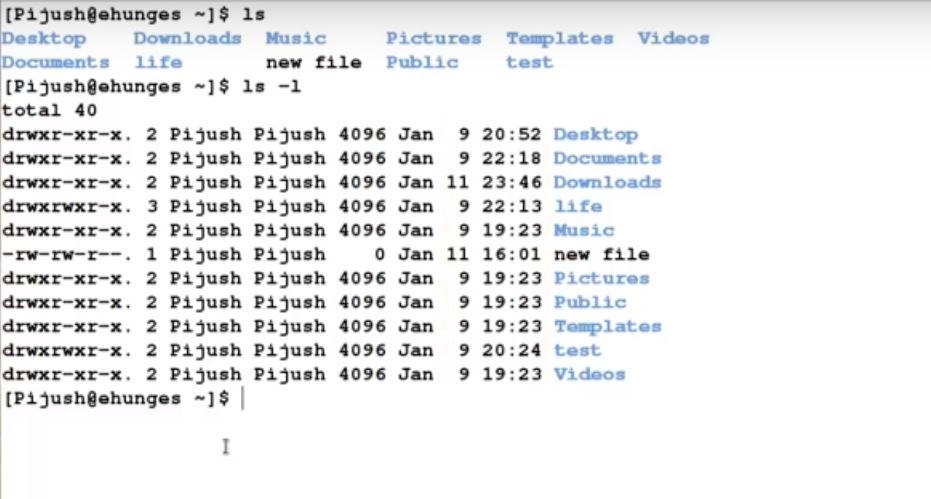 [Pijush@ehunges ~]$ ls
Desktop    Downloads  Music     Pictures  Templates  Videos
Documents  life       new file  Public    test
[Pijush@ehunges ~]$ ls -l
total 40
drwxr-xr-x. 2 Pijush Pijush 4096 Jan  9 20:52 Desktop
drwxr-xr-x. 2 Pijush Pijush 4096 Jan  9 22:18 Documents
drwxr-xr-x. 2 Pijush Pijush 4096 Jan 11 23:46 Downloads
drwxrwxr-x. 3 Pijush Pijush 4096 Jan  9 22:13 life
drwxr-xr-x. 2 Pijush Pijush 4096 Jan  9 19:23 Music
-rw-rw-r--. 1 Pijush Pijush    0 Jan 11 16:01 new file
drwxr-xr-x. 2 Pijush Pijush 4096 Jan  9 19:23 Pictures
drwxr-xr-x. 2 Pijush Pijush 4096 Jan  9 19:23 Public
drwxr-xr-x. 2 Pijush Pijush 4096 Jan  9 19:23 Templates
drwxrwxr-x. 2 Pijush Pijush 4096 Jan  9 20:24 test
drwxr-xr-x. 2 Pijush Pijush 4096 Jan  9 19:23 Videos
[Pijush@ehunges ~]$